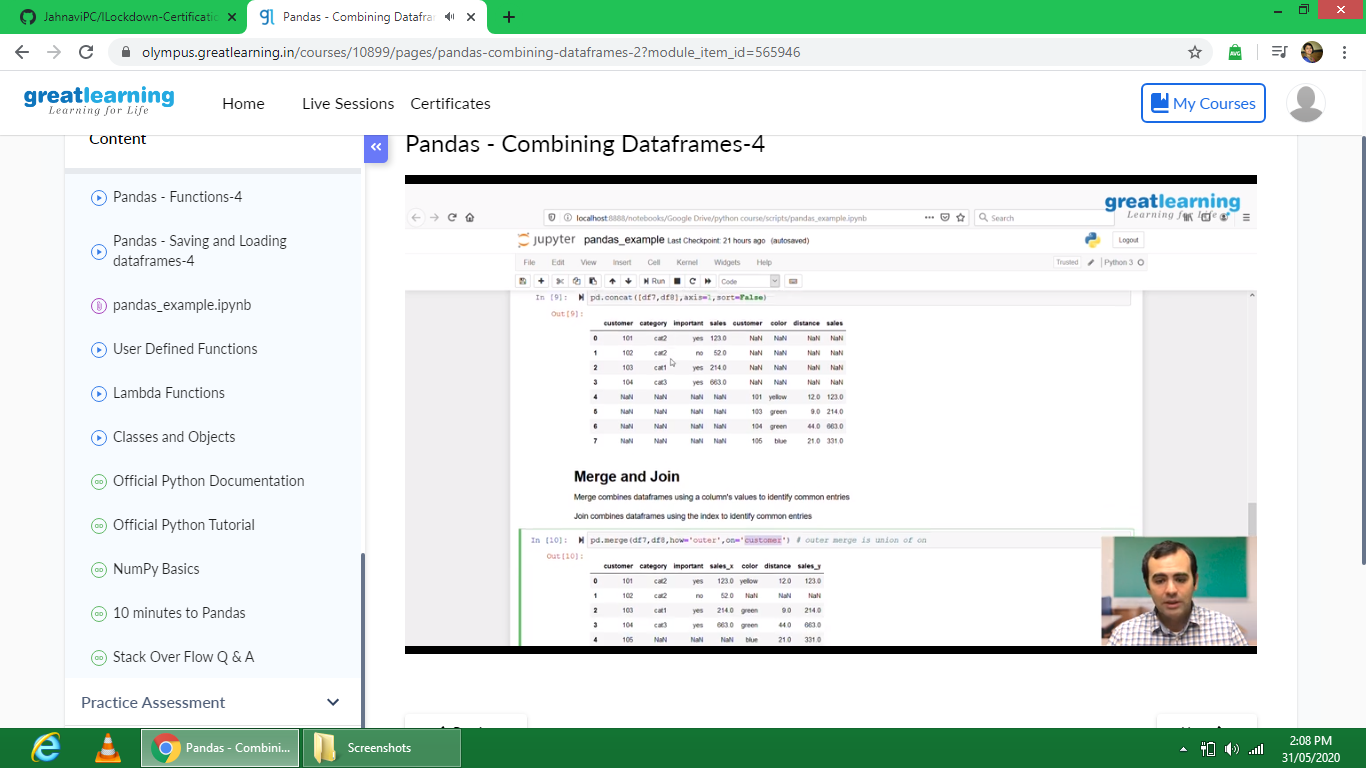 JahnaviPC/lLockdown-Certificatic
Pandas - Combining Datafra
olympus.greatlearning.in/courses/10899/pages/pandas-combining-dataframes-2?module_item_id=565946
AVG
greatlearning
Learning for Life
Home
Live Sessions
Certificates
My Courses
Content
Pandas - Functions-4
Pandas - Saving and Loading
dataframes-4
pandas_example.ipynb
User Defined Functions
Lambda Functions
Classes and Objects
Official Python Documentation
Official Python Tutorial
NumPy Basics
10 minutes to Pandas
Stack Over Flow Q & A
Practice Assessment
Pandas - Combining Dataframes-4
greatlearning
Learning for Life
localhost:8888/notebooks/Google Drive/python course/scripts/pandas_example.ipynb
Search
jupyter pandas_example Last Checkpoint: 21 hours ago (autosaved)
Logout
File Edit View Insert Cell Kernel Widgets Help
Trusted Python 3
Run Code
In [9]: pd.concat([df7,df8],axis=1,sort=False)
Out[9]:
customer category important sales customer color distance sales
0 101 cat2 yes 123.0 NaN NaN NaN NaN
1 102 cat2 no 52.0 NaN NaN NaN NaN
2 103 cat1 yes 214.0 NaN NaN NaN NaN
3 104 cat3 yes 663.0 NaN NaN NaN NaN
4 NaN NaN NaN NaN 101 yellow 12.0 123.0
5 NaN NaN NaN NaN 103 green 9.0 214.0
6 NaN NaN NaN NaN 104 green 44.0 663.0
7 NaN NaN NaN NaN 105 blue 21.0 331.0
Merge and Join
Merge combines dataframes using a column's values to identify common entries
Join combines dataframes using the index to identify common entries
In [10]: pd.merge(df7,df8,how='outer',on='customer') # outer merge is union of on
Out[10]:
customer category important sales_x color distance sales_y
0 101 cat2 yes 123.0 yellow 12.0 123.0
1 102 cat2 no 52.0 NaN NaN NaN
2 103 cat1 yes 214.0 green 9.0 214.0
3 104 cat3 yes 663.0 green 44.0 663.0
4 105 NaN NaN NaN blue 21.0 331.0
Pandas - Combini...
Screenshots
2:08 PM
31/05/2020